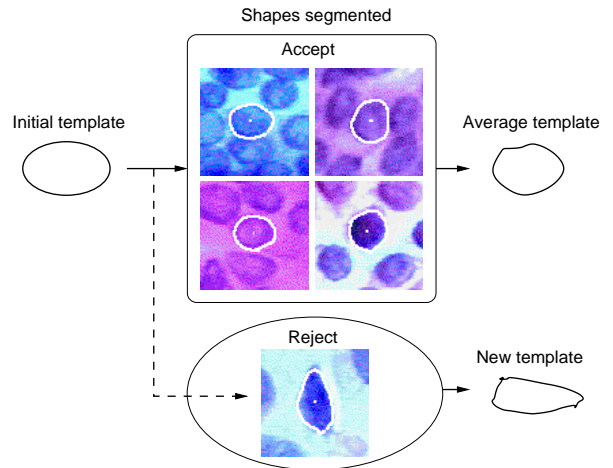 Shapes segmented
Accept
Initial template
Average template
Reject
New template